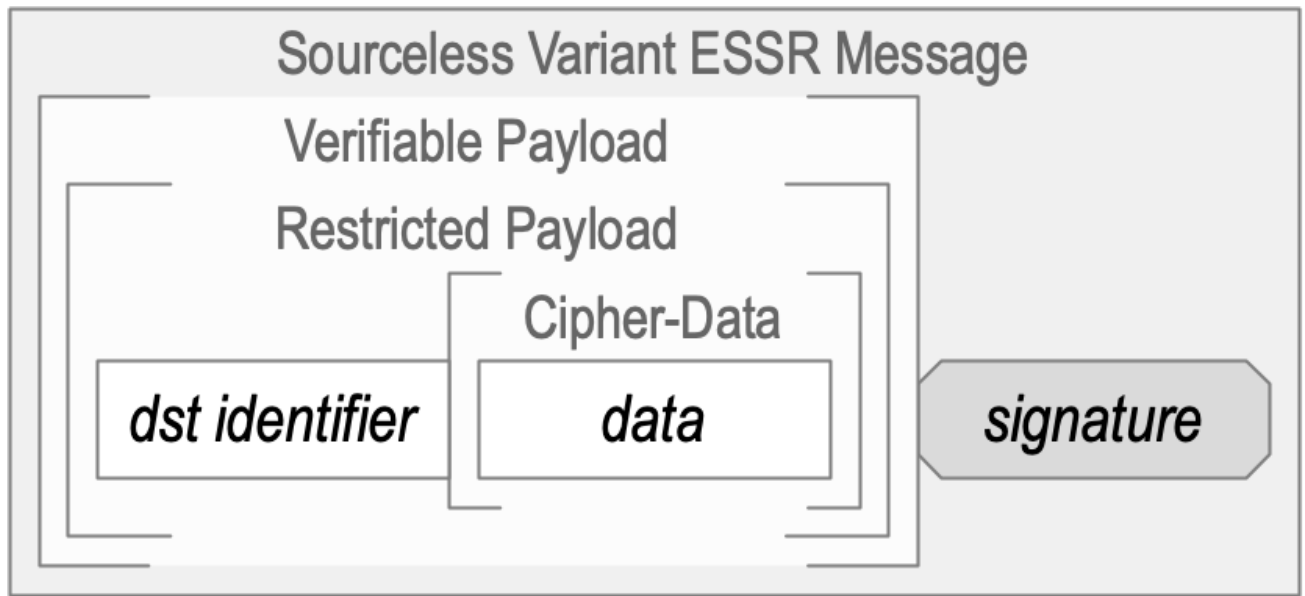 Sourceless Variant ESSR Message
Verifiable Payload
Restricted Payload
Cipher-Data
dst identifier data signature